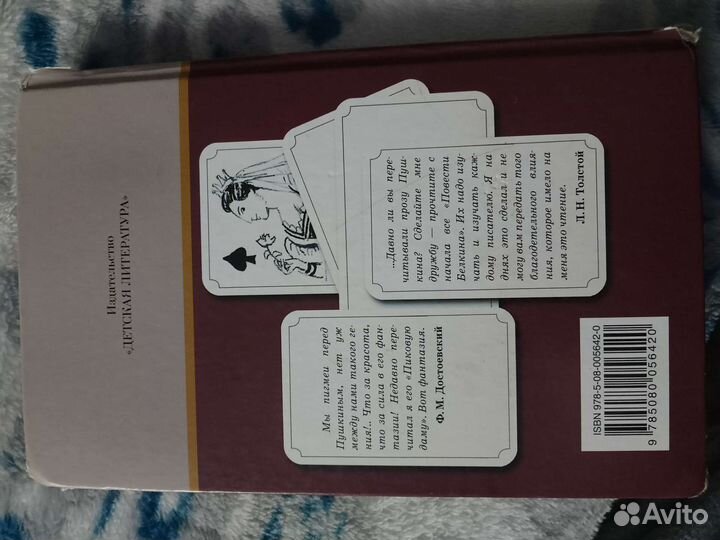 Издательство
«ДЕТСКАЯ ЛИТЕРАТУРА»
...Давно ли вы пере-
читывали прозу Пуш-
кина? Сделайте мне
дружбу — прочтите с
начала все «Повести
Белкина». Их надо изу-
чать и изучать каж-
дому писателю. Я на
днях это сделал и не
могу вам передать того
благодетельного влия-
ния, которое имело на
меня это чтение.
Л. Н. Толстой
Мы пигмеи перед
Пушкиным, нет уж
между нами такого ге-
ния!.. Что за красота,
что за сила в его фан-
тазии! Недавно пере-
читал я его «Пиковую
даму». Вот фантазия.
Ф. М. Достоевский
ISBN 978-5-08-005642-0
9 785080 056420
Avito